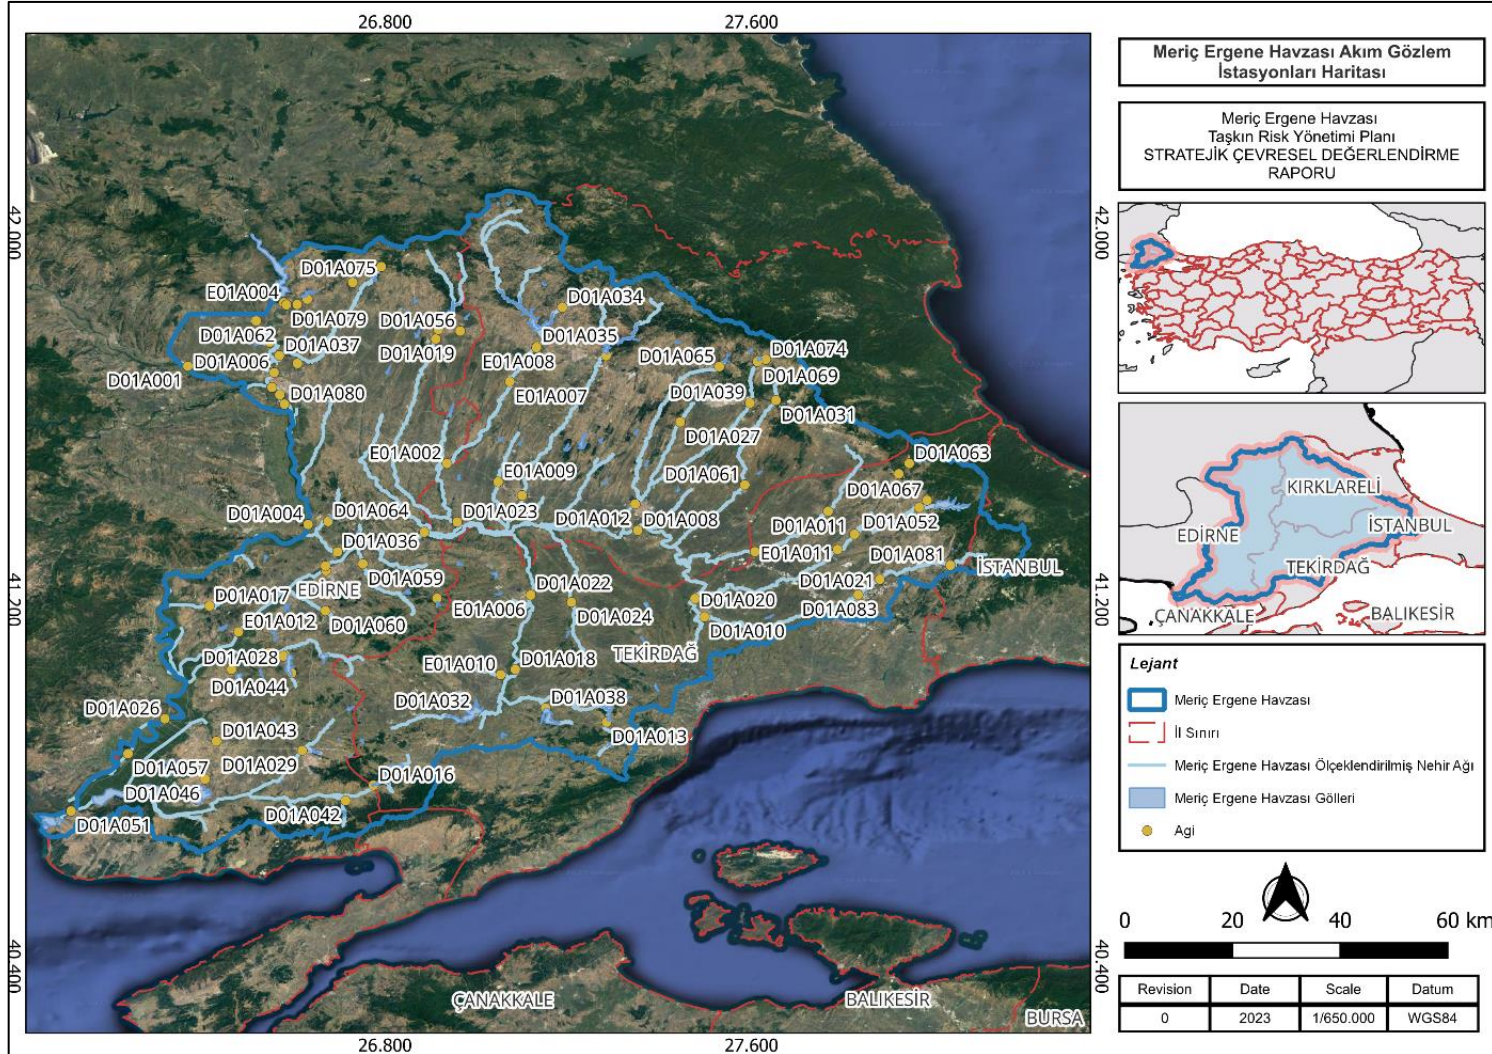 26.800
27.600
42.000
41.200
40.400
D01A075
E01A004
D01A079
D01A062
D01A037
D01A006
D01A001
D01A080
D01A056
D01A019
D01A034
D01A035
E01A008
E01A007
D01A065
D01A074
D01A069
D01A039
D01A031
D01A027
E01A002
E01A009
D01A061
D01A063
D01A067
D01A004
D01A064
D01A023
D01A012
D01A008
D01A011
D01A052
D01A036
E01A011
D01A081
D01A059
D01A021
İSTANBUL
EDİRNE
D01A017
D01A022
D01A020
D01A083
E01A012
D01A060
E01A006
D01A024
D01A010
D01A028
TEKİRDAĞ
D01A044
E01A010
D01A018
D01A032
D01A038
D01A026
D01A043
D01A013
D01A057
D01A029
D01A046
D01A016
D01A042
D01A051
ÇANAKKALE
BALIKESİR
BURSA
26.800
27.600
Meriç Ergene Havzası Akım Gözlem
İstasyonları Haritası
Meriç Ergene Havzası
Taşkın Risk Yönetimi Planı
STRATEJİK ÇEVRESEL DEĞERLENDİRME
RAPORU
42.000
41.200
40.400
KIRKLARELİ
EDİRNE
İSTANBUL
TEKİRDAĞ
ÇANAKKALE
BALIKESİR
Lejant
Meriç Ergene Havzası
İl Sınırı
Meriç Ergene Havzası Ölçeklendirilmiş Nehir Ağı
Meriç Ergene Havzası Gölleri
Agi
0 20 40 60 km
Revision Date Scale Datum
0 2023 1/650.000 WGS84